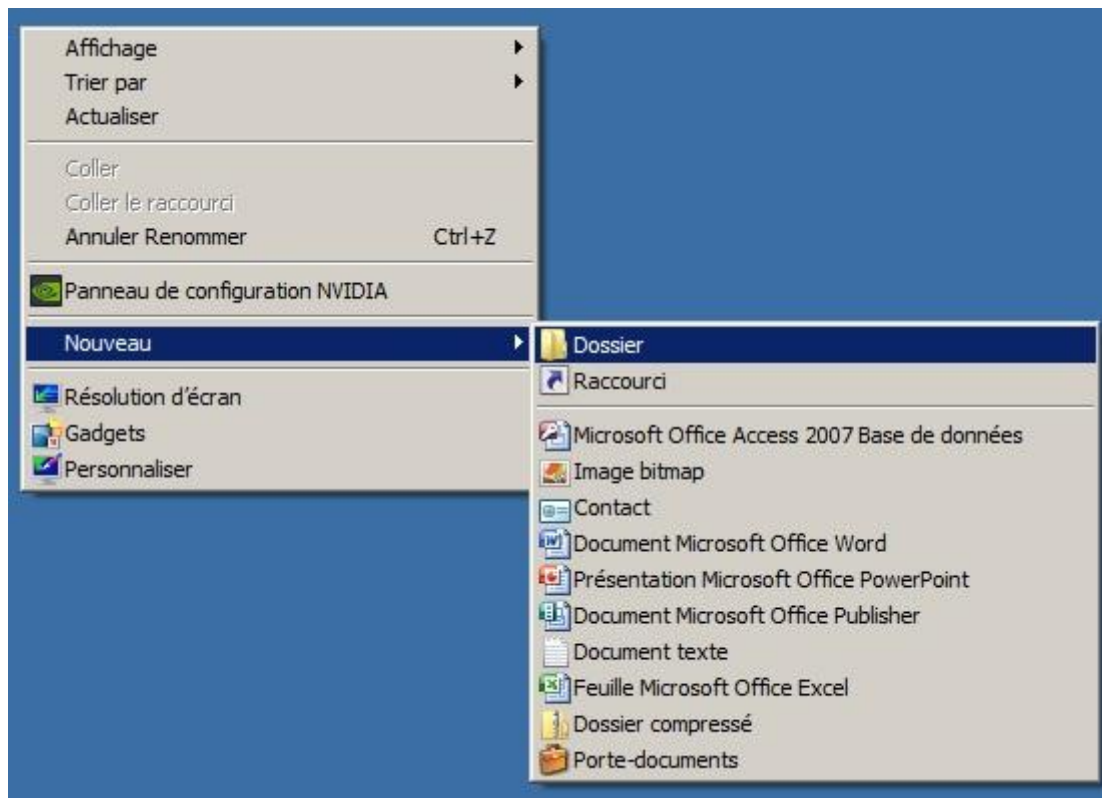 Affichage
Trier par
Actualiser
Coller
Coller le raccourci
Annuler Renommer Ctrl+Z
Panneau de configuration NVIDIA
Nouveau
Résolution d'écran
Gadgets
Personnaliser
Dossier
Raccourci
Microsoft Office Access 2007 Base de données
Image bitmap
Contact
Document Microsoft Office Word
Présentation Microsoft Office PowerPoint
Document Microsoft Office Publisher
Document texte
Feuille Microsoft Office Excel
Dossier compressé
Porte-documents